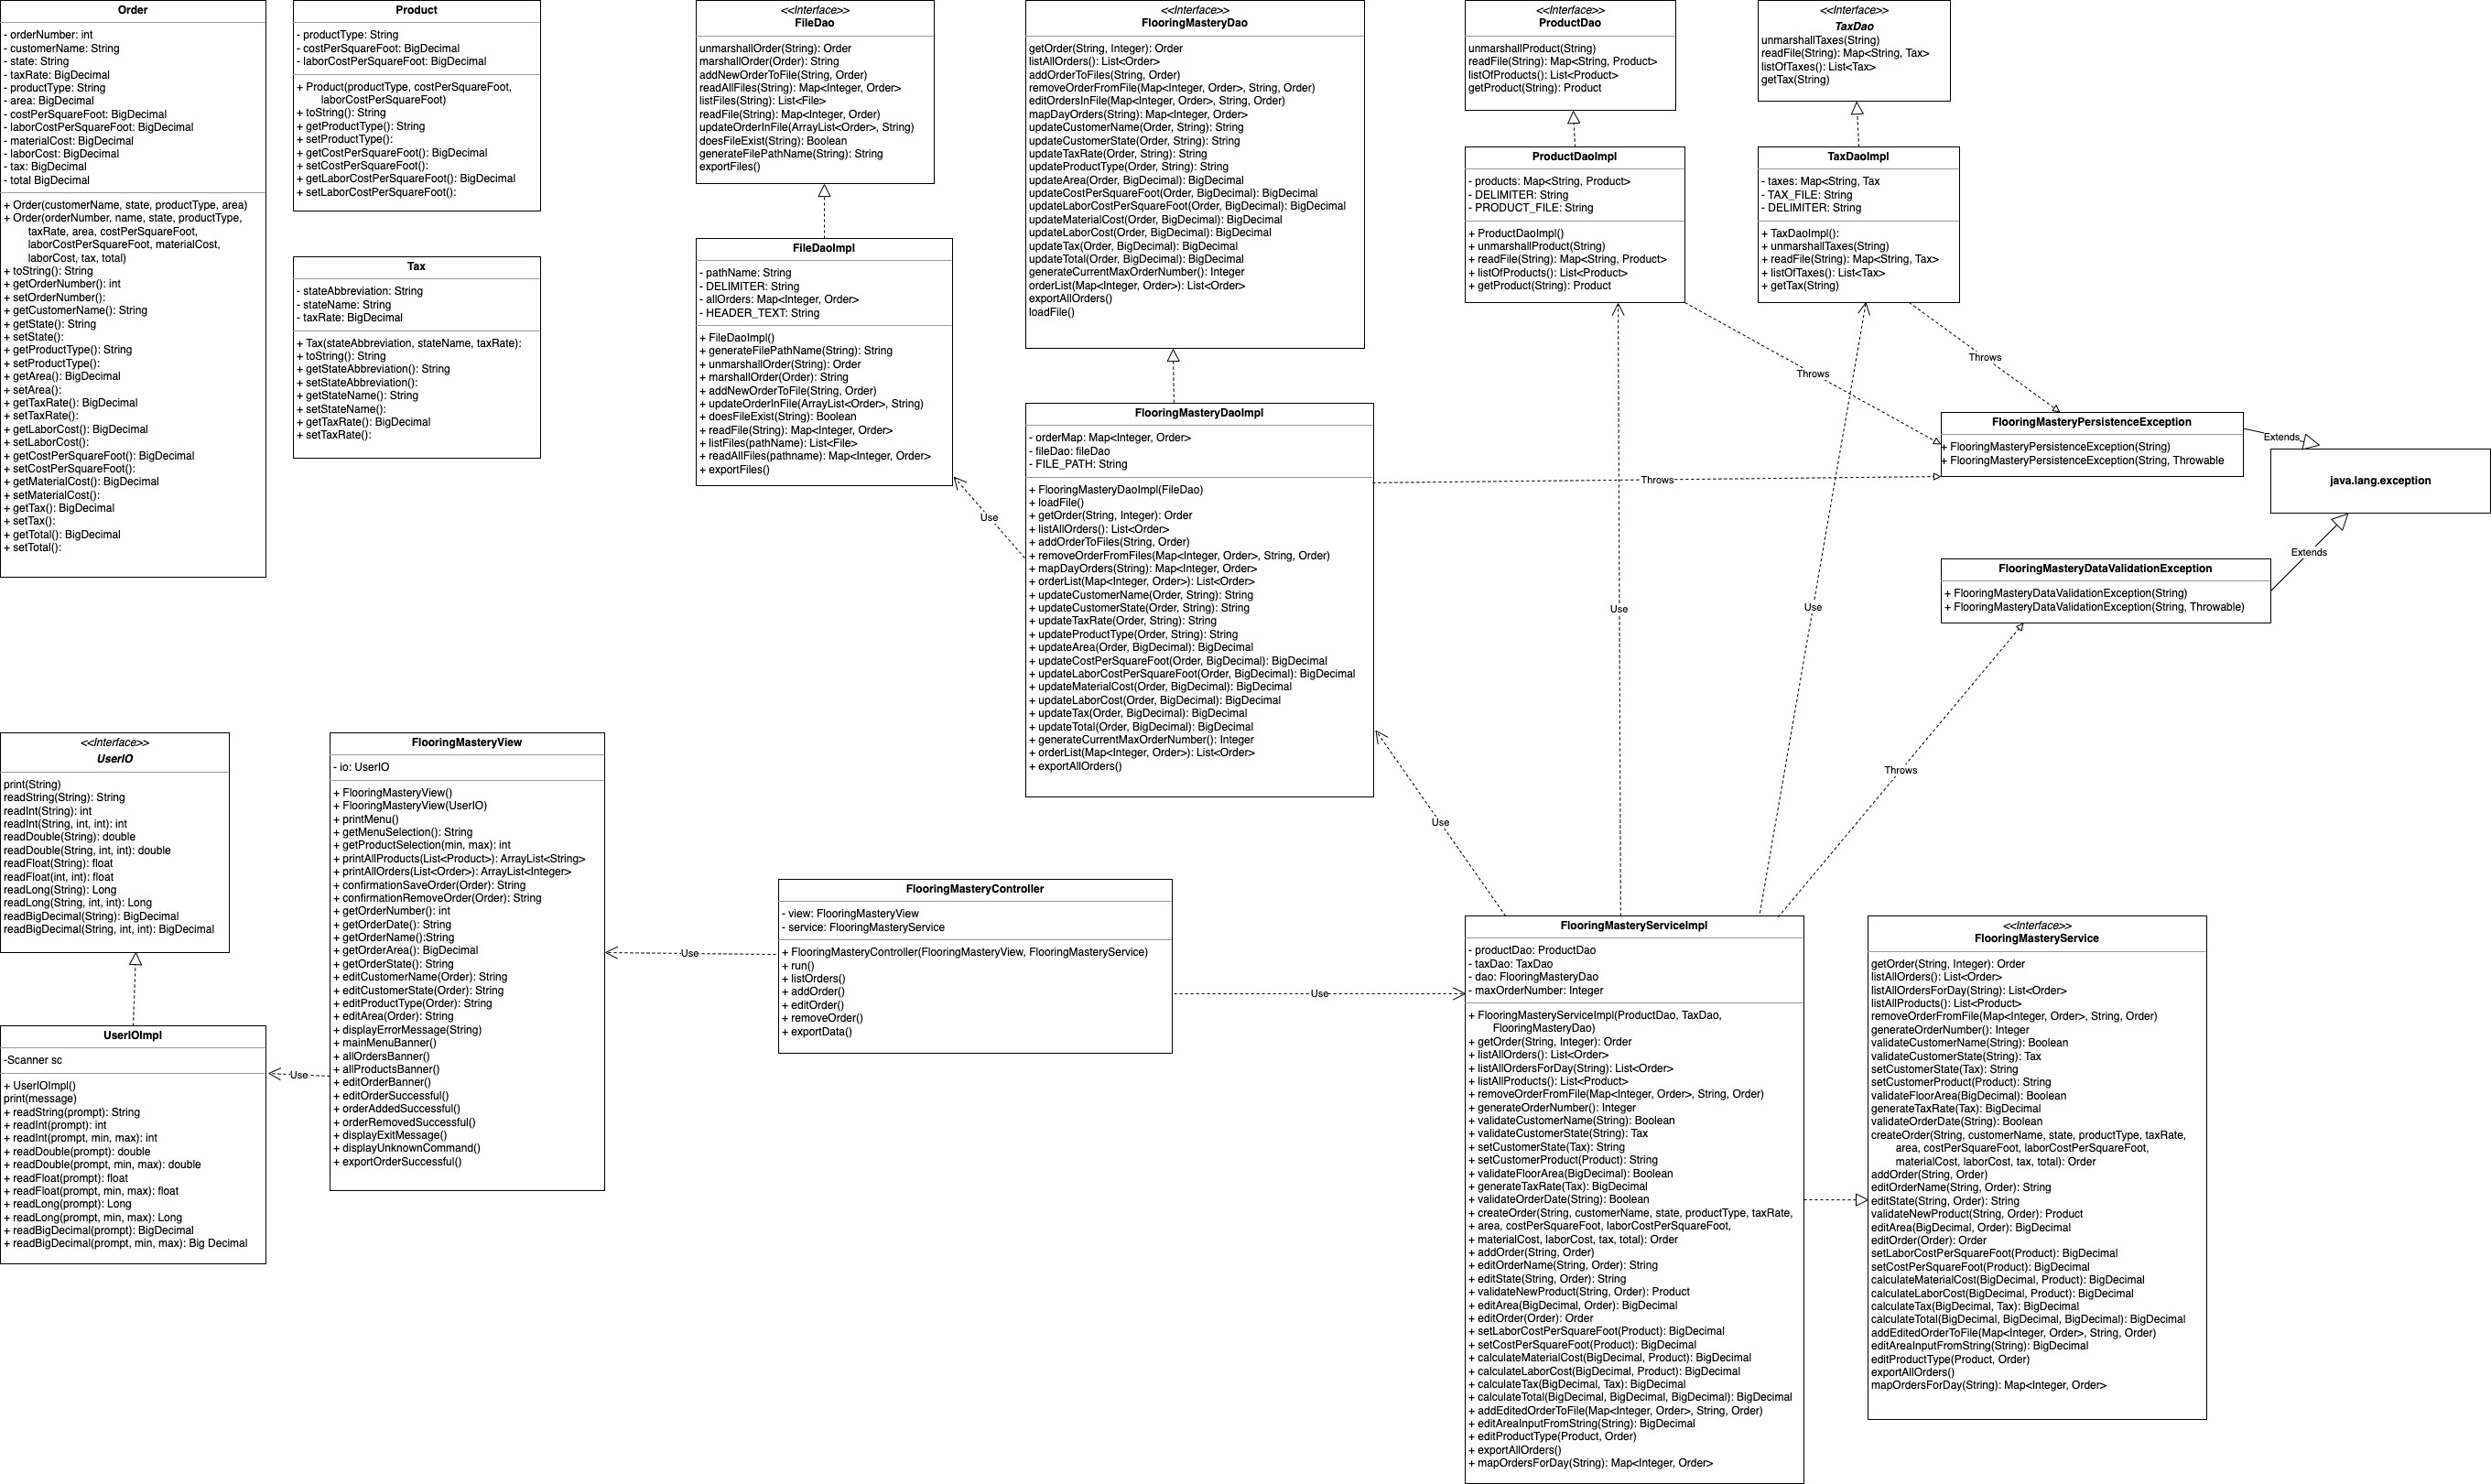 Order
- orderNumber: int
- customerName: String
- state: String
- taxRate: BigDecimal
- productType: String
- area: BigDecimal
- costPerSquareFoot: BigDecimal
- laborCostPerSquareFoot: BigDecimal
- materialCost: BigDecimal
- laborCost: BigDecimal
- tax: BigDecimal
- total BigDecimal
+ Order(customerName, state, productType, area)
+ Order(orderNumber, name, state, productType,
taxRate, area, costPerSquareFoot,
laborCostPerSquareFoot, materialCost,
laborCost, tax, total)
+ toString(): String
+ getOrderNumber(): int
+ setOrderNumber():
+ getCustomerName(): String
+ getState(): String
+ setState():
+ getProductType(): String
+ setProductType():
+ getArea(): BigDecimal
+ setArea():
+ getTaxRate(): BigDecimal
+ setTaxRate():
+ getLaborCost(): BigDecimal
+ setLaborCost():
+ getCostPerSquareFoot(): BigDecimal
+ setCostPerSquareFoot():
+ getMaterialCost(): BigDecimal
+ setMaterialCost():
+ getTax(): BigDecimal
+ setTax():
+ getTotal(): BigDecimal
+ setTotal():
Product
- productType: String
- costPerSquareFoot: BigDecimal
- laborCostPerSquareFoot: BigDecimal
+ Product(productType, costPerSquareFoot,
laborCostPerSquareFoot)
+ toString(): String
+ getProductType(): String
+ setProductType():
+ getCostPerSquareFoot(): BigDecimal
+ setCostPerSquareFoot():
+ getLaborCostPerSquareFoot(): BigDecimal
+ setLaborCostPerSquareFoot():
Tax
- stateAbbreviation: String
- stateName: String
- taxRate: BigDecimal
+ Tax(stateAbbreviation, stateName, taxRate):
+ toString(): String
+ getStateAbbreviation(): String
+ setStateAbbreviation():
+ getStateName(): String
+ setStateName():
+ getTaxRate(): BigDecimal
+ setTaxRate():
<<Interface>>
FileDao
unmarshallOrder(String): Order
marshallOrder(Order): String
addNewOrderToFile(String, Order)
readAllFiles(String): Map<Integer, Order>
listFiles(String): List<File>
readFile(String): Map<Integer, Order)
updateOrderInFile(ArrayList<Order>, String)
doesFileExist(String): Boolean
generateFilePathName(String): String
exportFiles()
FileDaoImpl
- pathName: String
- DELIMITER: String
- allOrders: Map<Integer, Order>
- HEADER_TEXT: String
+ FileDaoImpl()
+ generateFilePathName(String): String
+ unmarshallOrder(String): Order
+ marshallOrder(Order): String
+ addNewOrderToFile(String, Order)
+ updateOrderInFile(ArrayList<Order>, String)
+ doesFileExist(String): Boolean
+ readFile(String): Map<Integer, Order>
+ listFiles(pathName): List<File>
+ readAllFiles(pathname): Map<Integer, Order>
+ exportFiles()
Use
<<Interface>>
FlooringMasteryDao
getOrder(String, Integer): Order
listAllOrders(): List<Order>
addOrderToFiles(String, Order)
removeOrderFromFile(Map<Integer, Order>, String, Order)
editOrdersInFile(Map<Integer, Order>, String, Order)
mapDayOrders(String): Map<Integer, Order>
updateCustomerName(Order, String): String
updateCustomerState(Order, String): String
updateTaxRate(Order, String): String
updateProductType(Order, String): String
updateArea(Order, BigDecimal): BigDecimal
updateCostPerSquareFoot(Order, BigDecimal): BigDecimal
updateLaborCostPerSquareFoot(Order, BigDecimal): BigDecimal
updateMaterialCost(Order, BigDecimal): BigDecimal
updateLaborCost(Order, BigDecimal): BigDecimal
updateTax(Order, BigDecimal): BigDecimal
updateTotal(Order, BigDecimal): BigDecimal
generateCurrentMaxOrderNumber(): Integer
orderList(Map<Integer, Order>): List<Order>
exportAllOrders()
loadFile()
FlooringMasteryDaoImpl
- orderMap: Map<Integer, Order>
- fileDao: fileDao
- FILE_PATH: String
+ FlooringMasteryDaoImpl(FileDao)
+ loadFile()
+ getOrder(String, Integer): Order
+ listAllOrders(): List<Order>
+ addOrderToFiles(String, Order)
+ removeOrderFromFiles(Map<Integer, Order>, String, Order)
+ mapDayOrders(String): Map<Integer, Order>
+ orderList(Map<Integer, Order>): List<Order>
+ updateCustomerName(Order, String): String
+ updateCustomerState(Order, String): String
+ updateTaxRate(Order, String): String
+ updateProductType(Order, String): String
+ updateArea(Order, BigDecimal): BigDecimal
+ updateCostPerSquareFoot(Order, BigDecimal): BigDecimal
+ updateLaborCostPerSquareFoot(Order, BigDecimal): BigDecimal
+ updateMaterialCost(Order, BigDecimal): BigDecimal
+ updateLaborCost(Order, BigDecimal): BigDecimal
+ updateTax(Order, BigDecimal): BigDecimal
+ updateTotal(Order, BigDecimal): BigDecimal
+ generateCurrentMaxOrderNumber(): Integer
+ orderList(Map<Integer, Order>): List<Order>
+ exportAllOrders()
<<Interface>>
ProductDao
unmarshallProduct(String)
readFile(String): Map<String, Product>
listOfProducts(): List<Product>
getProduct(String): Product
ProductDaoImpl
- products: Map<String, Product>
- DELIMITER: String
- PRODUCT_FILE: String
+ ProductDaoImpl()
+ unmarshallProduct(String)
+ readFile(String): Map<String, Product>
+ listOfProducts(): List<Product>
+ getProduct(String): Product
<<Interface>>
TaxDao
unmarshallTaxes(String)
readFile(String): Map<String, Tax>
listOfTaxes(): List<Tax>
getTax(String)
TaxDaoImpl
- taxes: Map<String, Tax
- TAX_FILE: String
- DELIMITER: String
+ TaxDaoImpl():
+ unmarshallTaxes(String)
+ readFile(String): Map<String, Tax>
+ listOfTaxes(): List<Tax>
+ getTax(String)
Throws
Throws
Throws
FlooringMasteryPersistenceException
+ FlooringMasteryPersistenceException(String)
+ FlooringMasteryPersistenceException(String, Throwable
Extends
java.lang.exception
Extends
FlooringMasteryDataValidationException
+ FlooringMasteryDataValidationException(String)
+ FlooringMasteryDataValidationException(String, Throwable)
Use
Use
Throws
Use
<<Interface>>
UserIO
print(String)
readString(String): String
readInt(String): int
readInt(String, int, int): int
readDouble(String): double
readDouble(String, int, int): double
readFloat(String): float
readFloat(int, int): float
readLong(String): Long
readLong(String, int, int): Long
readBigDecimal(String): BigDecimal
readBigDecimal(String, int, int): BigDecimal
UserIOImpl
-Scanner sc
+ UserIOImpl()
print(message)
+ readString(prompt): String
+ readInt(prompt): int
+ readInt(prompt, min, max): int
+ readDouble(prompt): double
+ readDouble(prompt, min, max): double
+ readFloat(prompt): float
+ readFloat(prompt, min, max): float
+ readLong(prompt): Long
+ readLong(prompt, min, max): Long
+ readBigDecimal(prompt): BigDecimal
+ readBigDecimal(prompt, min, max): Big Decimal
Use
FlooringMasteryView
- io: UserIO
+ FlooringMasteryView()
+ FlooringMasteryView(UserIO)
+ printMenu()
+ getMenuSelection(): String
+ getProductSelection(min, max): int
+ printAllProducts(List<Product>): ArrayList<String>
+ printAllOrders(List<Order>): ArrayList<Integer>
+ confirmationSaveOrder(Order): String
+ confirmationRemoveOrder(Order): String
+ getOrderNumber(): int
+ getOrderDate(): String
+ getOrderName():String
+ getOrderArea(): BigDecimal
+ getOrderState(): String
+ editCustomerName(Order): String
+ editCustomerState(Order): String
+ editProductType(Order): String
+ editArea(Order): String
+ displayErrorMessage(String)
+ mainMenuBanner()
+ allOrdersBanner()
+ allProductsBanner()
+ editOrderBanner()
+ editOrderSuccessful()
+ orderAddedSuccessful()
+ orderRemovedSuccessful()
+ displayExitMessage()
+ displayUnknownCommand()
+ exportOrderSuccessful()
Use
FlooringMasteryController
- view: FlooringMasteryView
- service: FlooringMasteryService
+ FlooringMasteryController(FlooringMasteryView, FlooringMasteryService)
+ run()
+ listOrders()
+ addOrder()
+ editOrder()
+ removeOrder()
+ exportData()
Use
FlooringMasteryServiceImpl
- productDao: ProductDao
- taxDao: TaxDao
- dao: FlooringMasteryDao
- maxOrderNumber: Integer
+ FlooringMasteryServiceImpl(ProductDao, TaxDao,
FlooringMasteryDao)
+ getOrder(String, Integer): Order
+ listAllOrders(): List<Order>
+ listAllOrdersForDay(String): List<Order>
+ listAllProducts(): List<Product>
+ removeOrderFromFile(Map<Integer, Order>, String, Order)
+ generateOrderNumber(): Integer
+ validateCustomerName(String): Boolean
+ validateCustomerState(String): Tax
+ setCustomerState(Tax): String
+ setCustomerProduct(Product): String
+ validateFloorArea(BigDecimal): Boolean
+ generateTaxRate(Tax): BigDecimal
+ validateOrderDate(String): Boolean
+ createOrder(String, customerName, state, productType, taxRate,
+ area, costPerSquareFoot, laborCostPerSquareFoot,
+ materialCost, laborCost, tax, total): Order
+ addOrder(String, Order)
+ editOrderName(String, Order): String
+ editState(String, Order): String
+ validateNewProduct(String, Order): Product
+ editArea(BigDecimal, Order): BigDecimal
+ editOrder(Order): Order
+ setLaborCostPerSquareFoot(Product): BigDecimal
+ setCostPerSquareFoot(Product): BigDecimal
+ calculateMaterialCost(BigDecimal, Product): BigDecimal
+ calculateLaborCost(BigDecimal, Product): BigDecimal
+ calculateTax(BigDecimal, Tax): BigDecimal
+ calculateTotal(BigDecimal, BigDecimal, BigDecimal): BigDecimal
+ addEditedOrderToFile(Map<Integer, Order>, String, Order)
+ editAreaInputFromString(String): BigDecimal
+ editProductType(Product, Order)
+ exportAllOrders()
+ mapOrdersForDay(String): Map<Integer, Order>
<<Interface>>
FlooringMasteryService
getOrder(String, Integer): Order
listAllOrders(): List<Order>
listAllOrdersForDay(String): List<Order>
listAllProducts(): List<Product>
removeOrderFromFile(Map<Integer, Order>, String, Order)
generateOrderNumber(): Integer
validateCustomerName(String): Boolean
validateCustomerState(String): Tax
setCustomerState(Tax): String
setCustomerProduct(Product): String
validateFloorArea(BigDecimal): Boolean
generateTaxRate(Tax): BigDecimal
validateOrderDate(String): Boolean
createOrder(String, customerName, state, productType, taxRate,
area, costPerSquareFoot, laborCostPerSquareFoot,
materialCost, laborCost, tax, total): Order
addOrder(String, Order)
editOrderName(String, Order): String
editState(String, Order): String
validateNewProduct(String, Order): Product
editArea(BigDecimal, Order): BigDecimal
editOrder(Order): Order
setLaborCostPerSquareFoot(Product): BigDecimal
setCostPerSquareFoot(Product): BigDecimal
calculateMaterialCost(BigDecimal, Product): BigDecimal
calculateLaborCost(BigDecimal, Product): BigDecimal
calculateTax(BigDecimal, Tax): BigDecimal
calculateTotal(BigDecimal, BigDecimal, BigDecimal): BigDecimal
addEditedOrderToFile(Map<Integer, Order>, String, Order)
editAreaInputFromString(String): BigDecimal
editProductType(Product, Order)
exportAllOrders()
mapOrdersForDay(String): Map<Integer, Order>